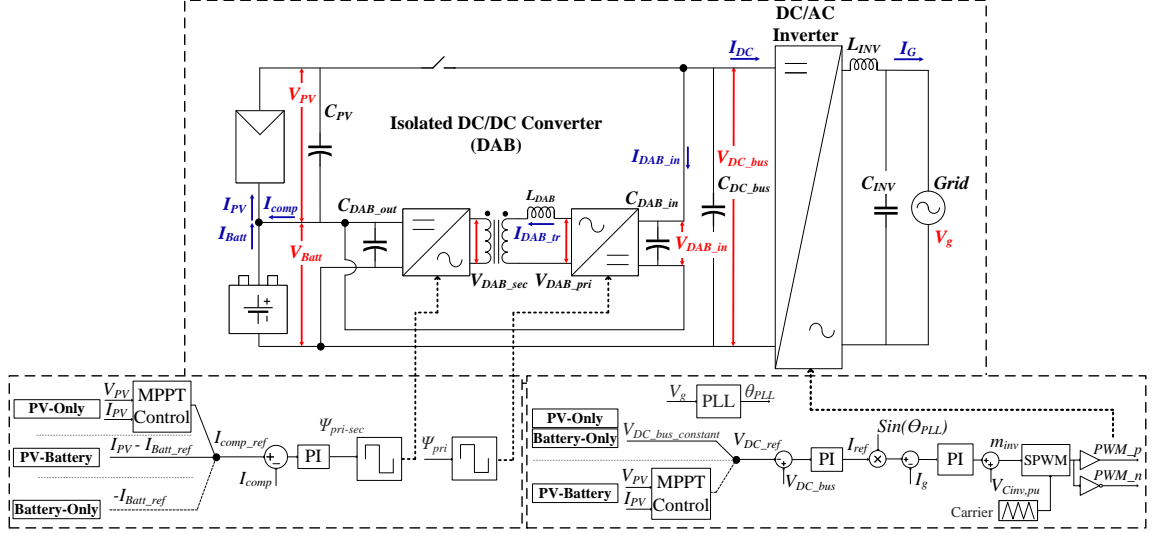 DC/AC
Inverter
I_DC
L_INV
I_G
V_PV
C_PV
Isolated DC/DC Converter
(DAB)
I_DAB_in
V_DC_bus
C_DC_bus
C_INV
Grid
V_g
I_PV
I_comp
I_Batt
C_DAB_out
L_DAB
C_DAB_in
I_DAB_tr
V_Batt
V_DAB_in
V_DAB_sec
V_DAB_pri
+
-
V_PV
I_PV
MPPT
Control
PV-Only
I_PV - I_Batt_ref
PV-Battery
-I_Batt_ref
Battery-Only
I_comp_ref
+
-
I_comp
PI
Ψ_pri-sec
Ψ_pri
V_g
PLL
θ_PLL
PV-Only
Battery-Only
V_DC_bus_constant
PV-Battery
V_PV
I_PV
MPPT
Control
V_DC_ref
+
-
V_DC_bus
PI
I_ref
Sin(Θ_PLL)
×
+
-
I_g
PI
+
+
V_Cinv,pu
m_inv
SPWM
Carrier
PWM_p
PWM_n